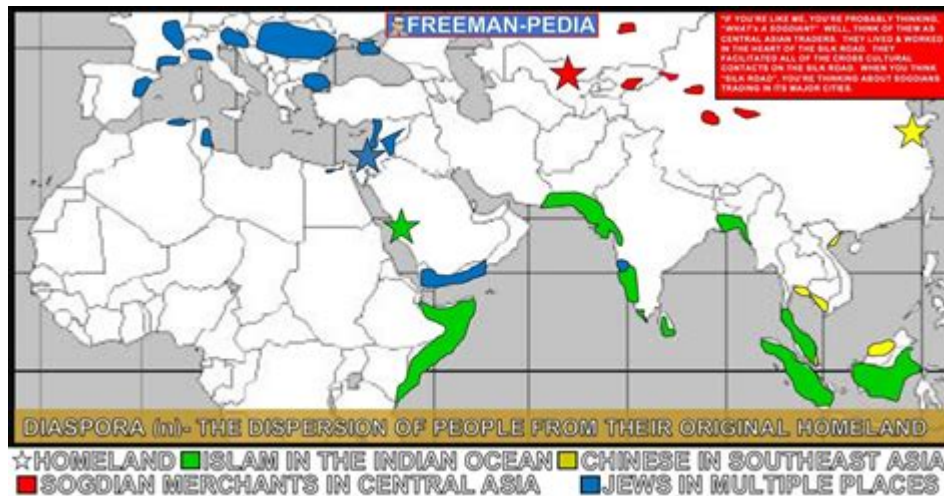 FREEMAN-PEDIA
"IF YOU'RE LIKE ME, YOU'RE PROBABLY THINKING,
"WHAT'S A SOGDIAN?" WELL, THINK OF THEM AS
CENTRAL ASIAN TRADERS. THEY LIVED & WORKED
IN THE HEART OF THE SILK ROAD. THEY
FACILITATED ALL OF THE CROSS CULTURAL
CONTACTS ON THE SILK ROAD. WHEN YOU THINK
"SILK ROAD", YOU'RE THINKING ABOUT SOGDIANS
TRADING IN ITS MAJOR CITIES.
DIASPORA (n)- THE DISPERSION OF PEOPLE FROM THEIR ORIGINAL HOMELAND
HOMELAND ISLAM IN THE INDIAN OCEAN CHINESE IN SOUTHEAST ASIA
SOGDIAN MERCHANTS IN CENTRAL ASIA JEWS IN MULTIPLE PLACES